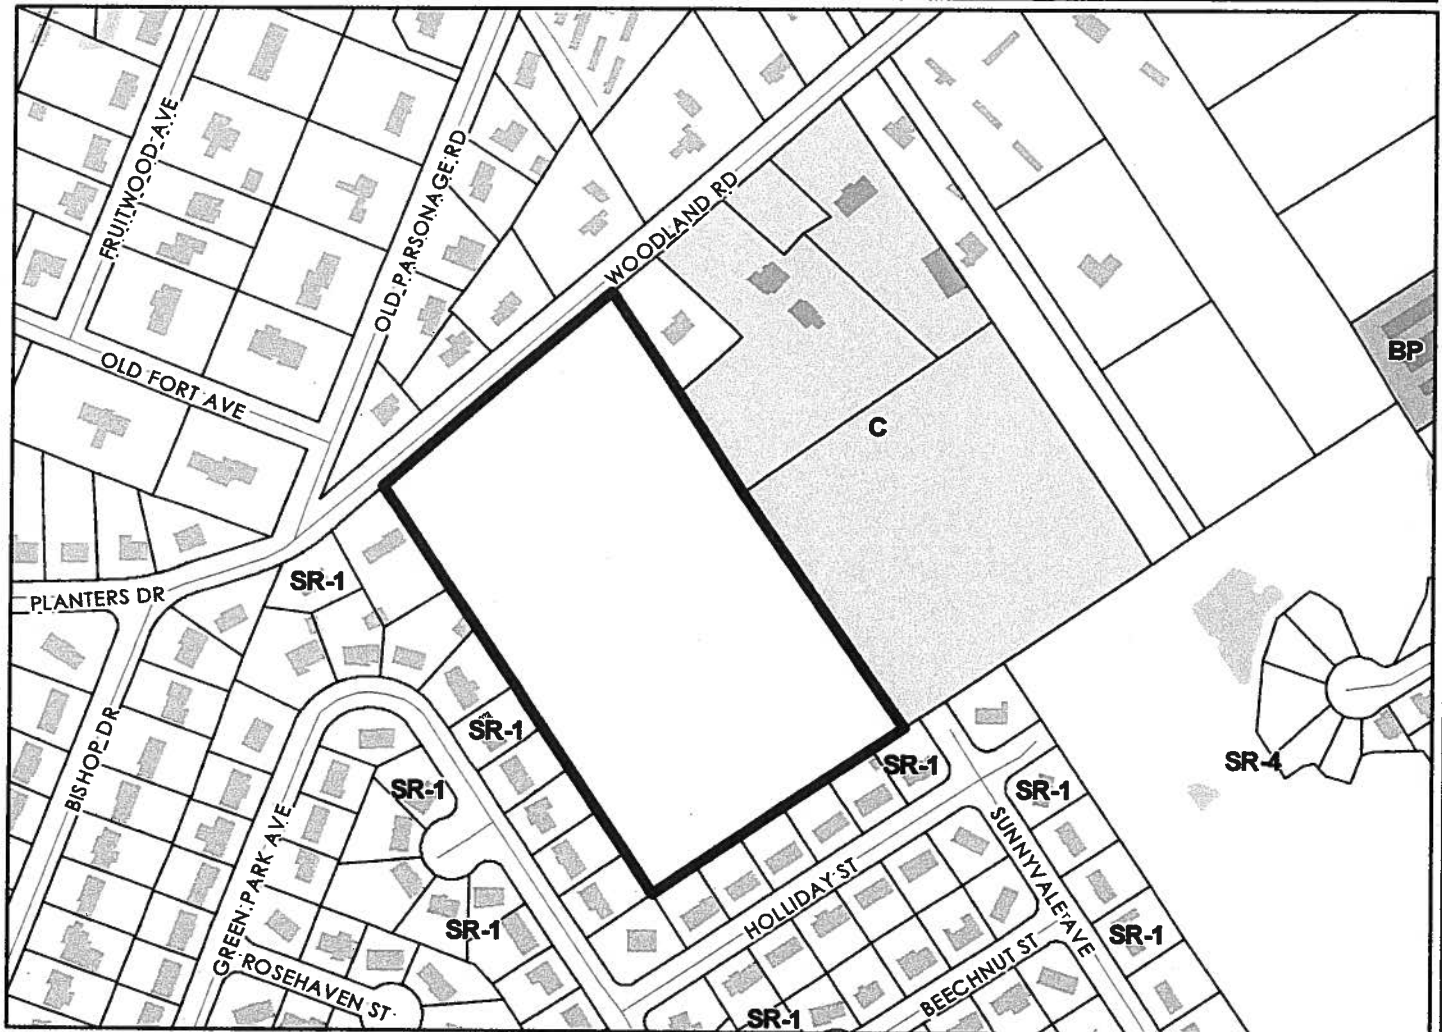 FRUITWOOD AVE
OLD PARSONAGE RD
WOODLAND RD
OLD FORT AVE
BP
C
PLANTERS DR
SR-1
BISHOP DR
SR-1
SR-1
SR-1
SR-1
SR-4
GREEN PARK AVE
SUNNYVALE AVE
HOLLIDAY ST
SR-1
SR-1
ROSEHAVEN ST
BEECHNUT ST
SR-1